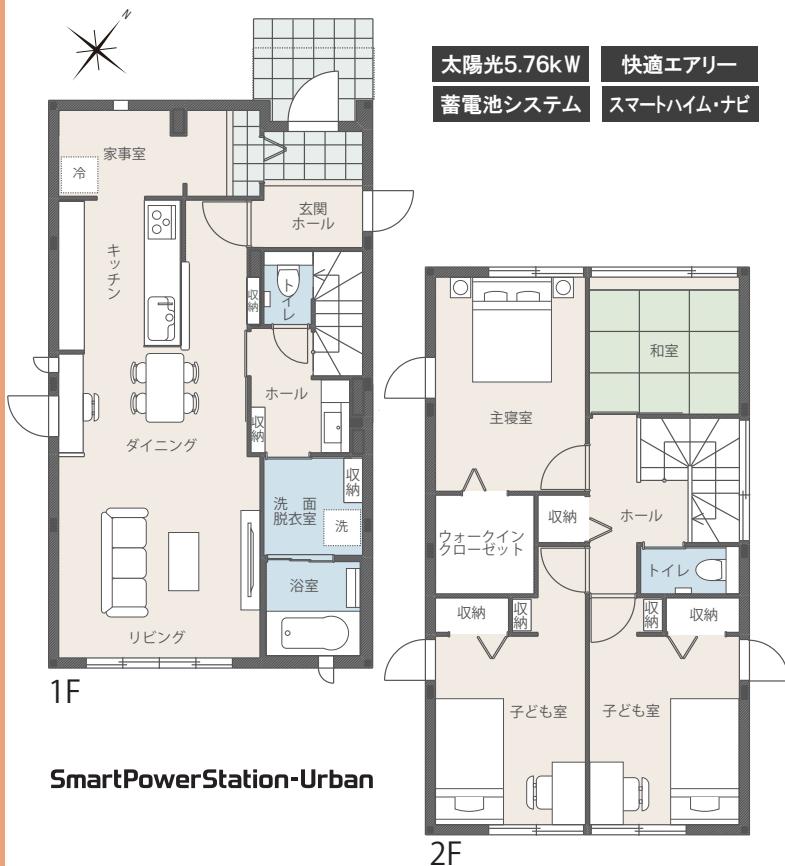 N
太陽光5.76kW
快適エアリー
蓄電池システム
スマートハイム・ナビ
家事室
冷
玄関
ホール
キッチン
収納
トイレ
ホール
収納
ダイニング
収納
洗 面
脱衣室
洗
浴室
リビング
1F
SmartPowerStation-Urban
和室
主寝室
収納
ホール
ウォークイン
クローゼット
トイレ
収納
収納
収納
収納
子ども室
子ども室
2F